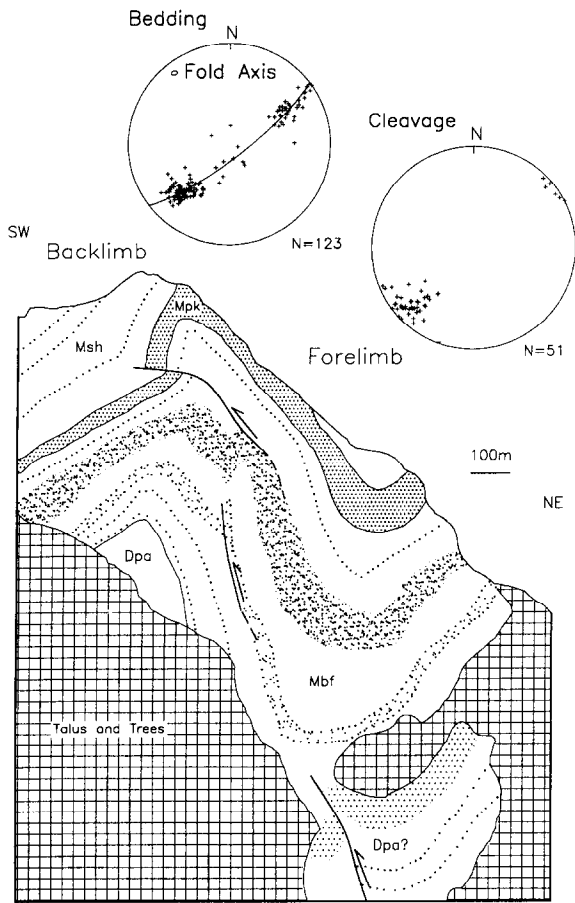 Bedding
N
Fold Axis
Cleavage
N
N=123
SW
Backlimb
Mpk
Msh
N=51
Forelimb
100m
NE
Dpa
Mbf
Talus and Trees
Dpa?